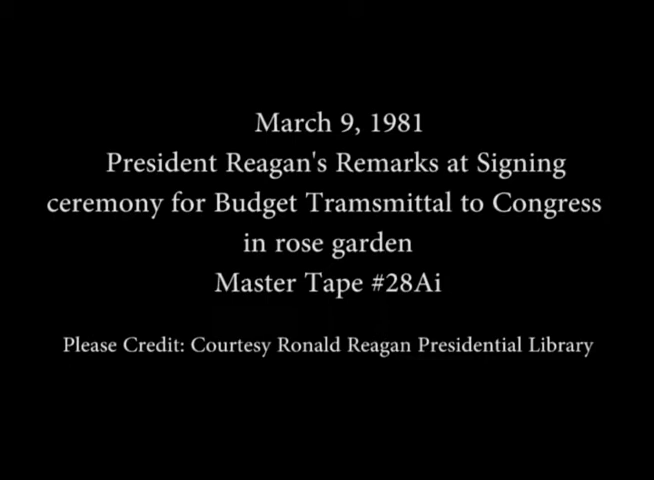 March 9, 1981
President Reagan's Remarks at Signing
ceremony for Budget Tramsmittal to Congress
in rose garden
Master Tape #28Ai
Please Credit: Courtesy Ronald Reagan Presidential Library